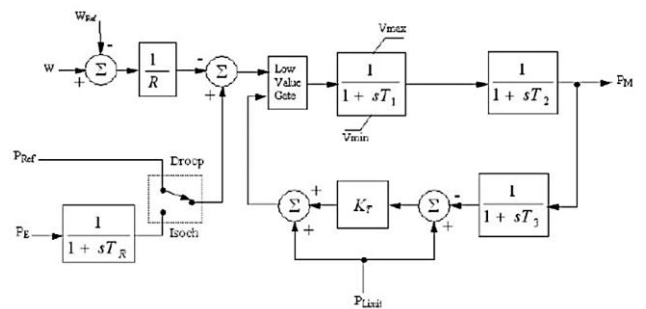 W_Ref
-
W
+
Σ
1
R
-
Σ
+
Low
Value
Gate
Vmax
1
1 + sT_1
Vmin
1
1 + sT_2
P_M
P_Ref
Droop
Isoch
P_E
1
1 + sT_R
Σ
+
+
K_T
-
Σ
+
1
1 + sT_3
P_Limit